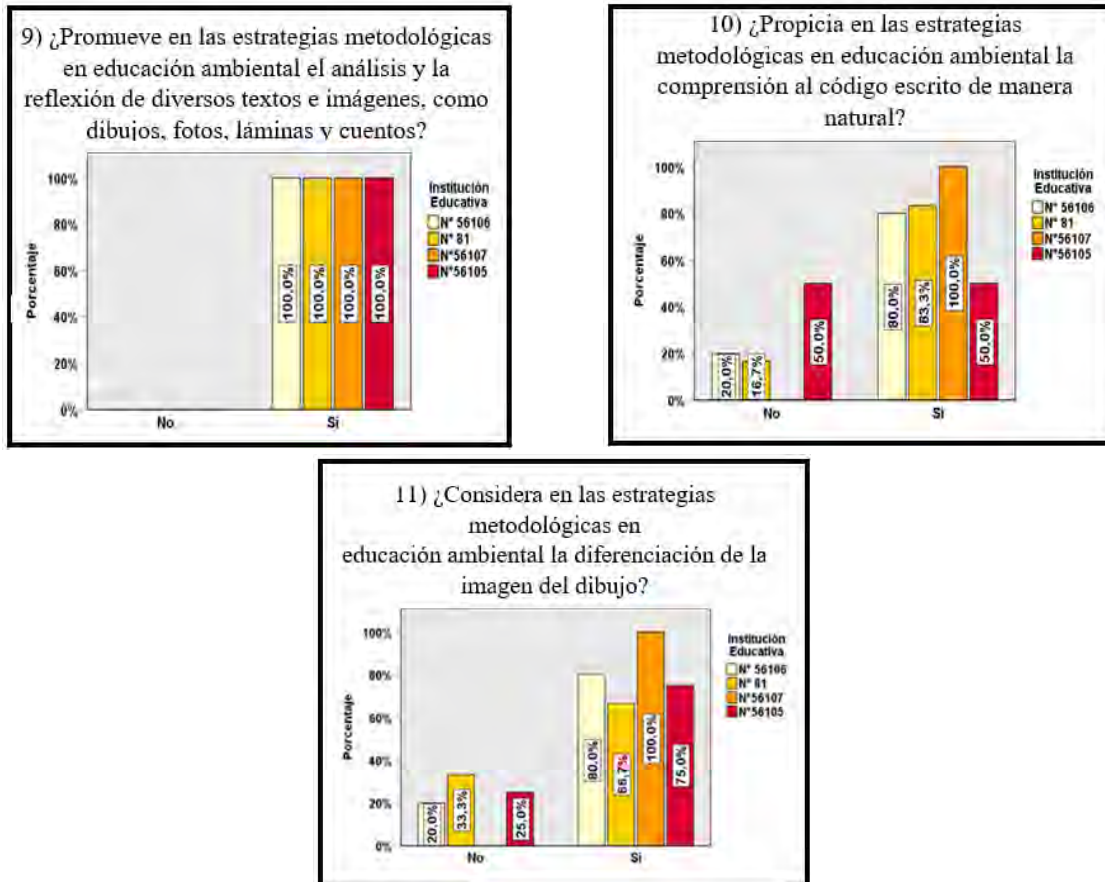 9) ¿Promueve en las estrategias metodológicas
en educación ambiental el análisis y la
reflexión de diversos textos e imágenes, como
dibujos, fotos, láminas y cuentos?
100%
80%
60%
40%
20%
0%
Porcentaje
100,0%
100,0%
100,0%
100,0%
No
Si
Institución
Educativa
N° 56106
N° 81
N°56107
N°56105
10) ¿Propicia en las estrategias
metodológicas en educación ambiental la
comprensión al código escrito de manera
natural?
100%
80%
60%
40%
20%
0%
Porcentaje
20,0%
16,7%
50,0%
80,0%
83,3%
100,0%
50,0%
No
Si
Institución
Educativa
N° 56106
N° 81
N°56107
N°56105
11) ¿Considera en las estrategias
metodológicas en
educación ambiental la diferenciación de la
imagen del dibujo?
100%
80%
60%
40%
20%
0%
Porcentaje
20,0%
33,3%
25,0%
80,0%
66,7%
100,0%
75,0%
No
Si
Institución
Educativa
N° 56106
N° 81
N°56107
N°56105